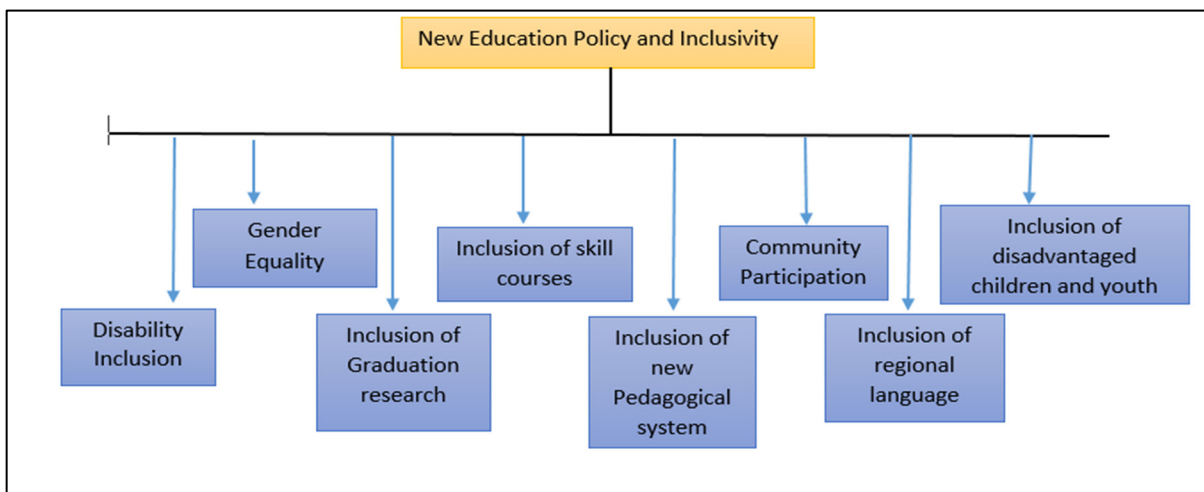 New Education Policy and Inclusivity
Gender
Equality
Inclusion of skill
courses
Community
Participation
Inclusion of
disadvantaged
children and youth
Disability
Inclusion
Inclusion of
Graduation
research
Inclusion of
new
Pedagogical
system
Inclusion of
regional
language